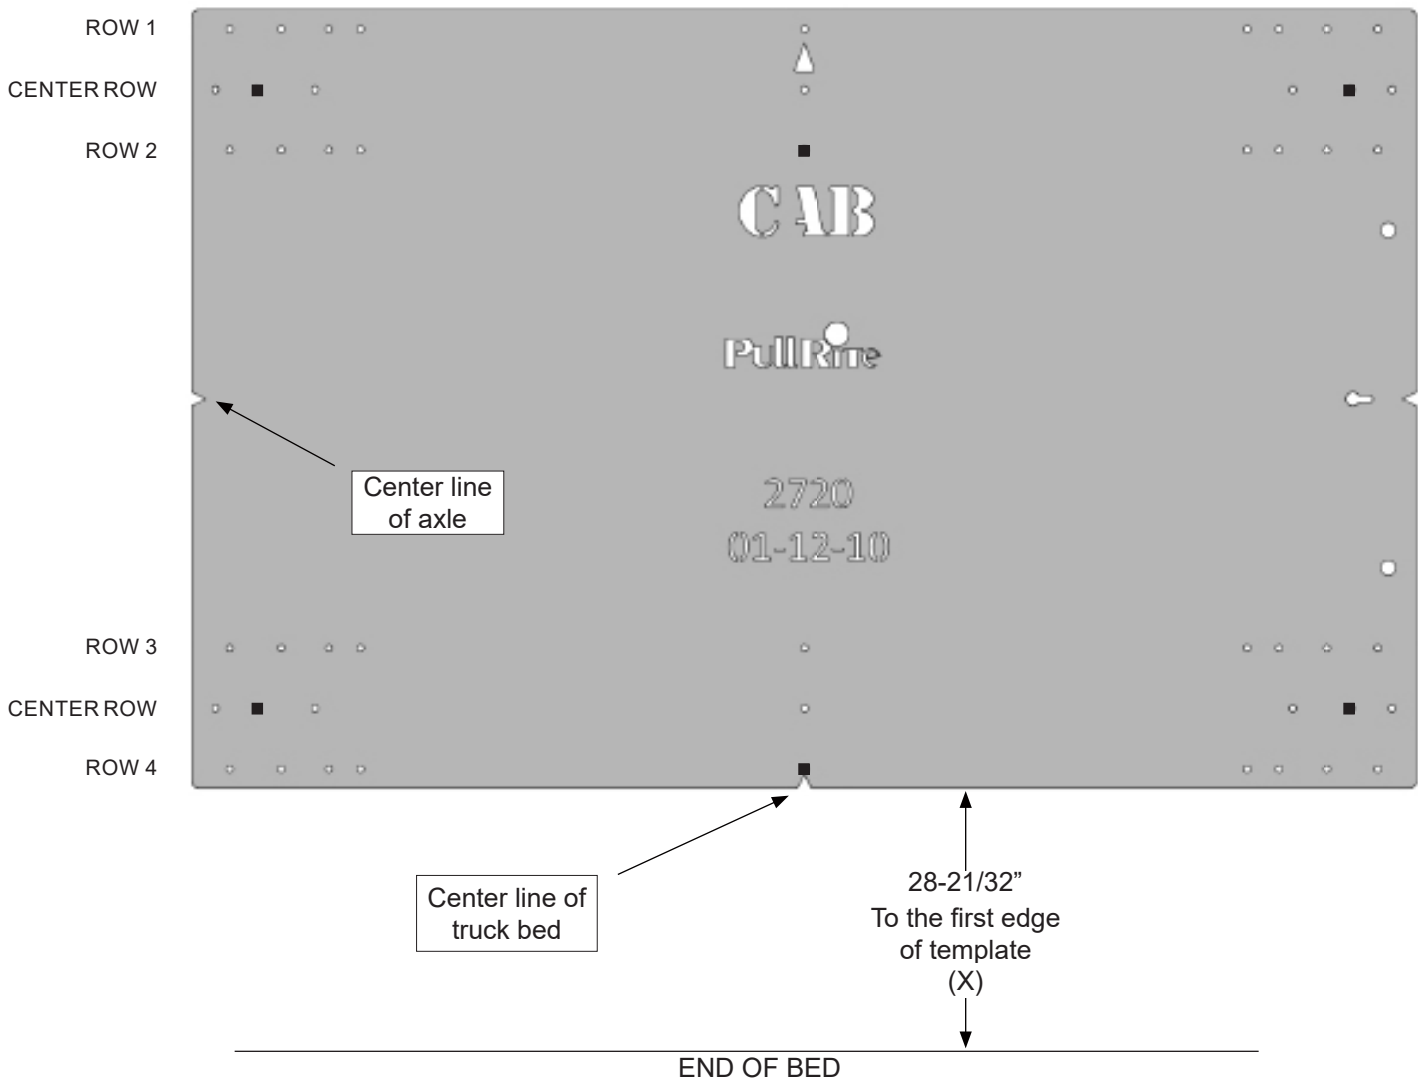 ROW 1
CENTER ROW
ROW 2
CAB
PullRite
Center line
of axle
2720
01-12-10
ROW 3
CENTER ROW
ROW 4
Center line of
truck bed
28-21/32”
To the first edge
of template
(X)
END OF BED